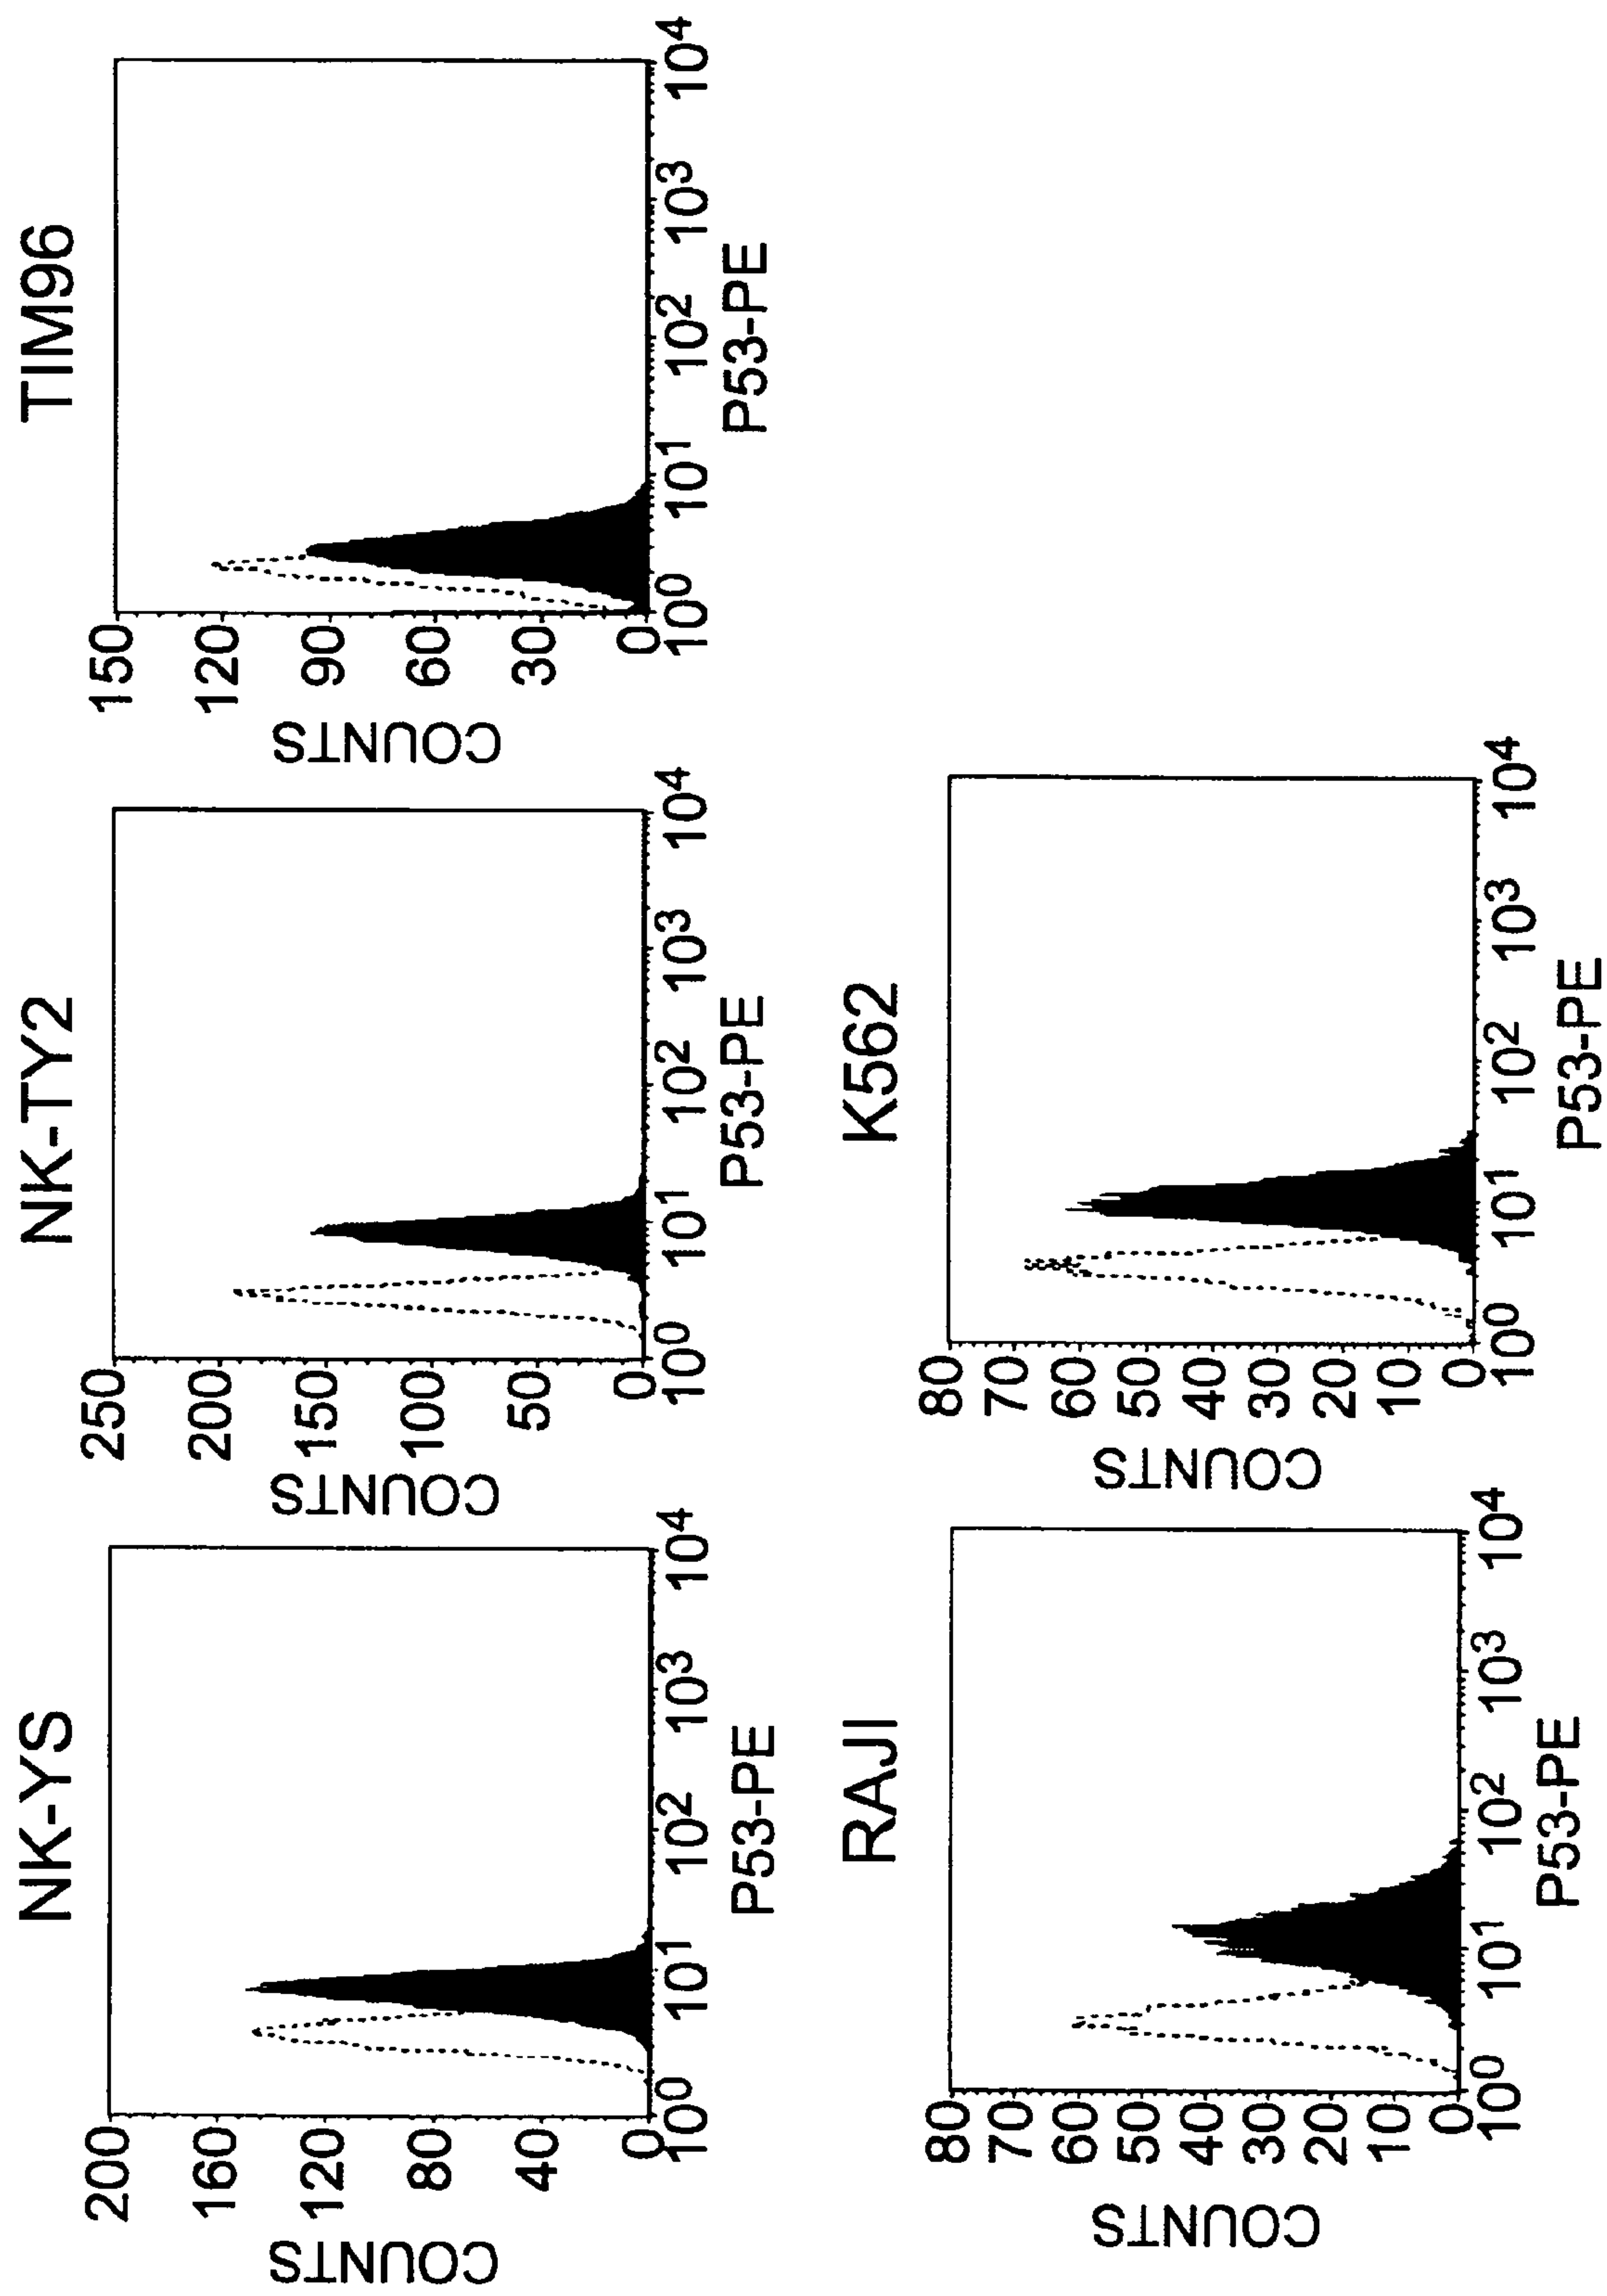 NK-YS
COUNTS
200
160
120
80
40
0
10⁰ 10¹ 10² 10³ 10⁴
P53-PE
NK-TY2
COUNTS
250
200
150
100
50
0
10⁰ 10¹ 10² 10³ 10⁴
P53-PE
TIM96
COUNTS
150
120
90
60
30
0
10⁰ 10¹ 10² 10³ 10⁴
P53-PE
RAJI
COUNTS
80
70
60
50
40
30
20
10
0
10⁰ 10¹ 10² 10³ 10⁴
P53-PE
K562
COUNTS
80
70
60
50
40
30
20
10
0
10⁰ 10¹ 10² 10³ 10⁴
P53-PE